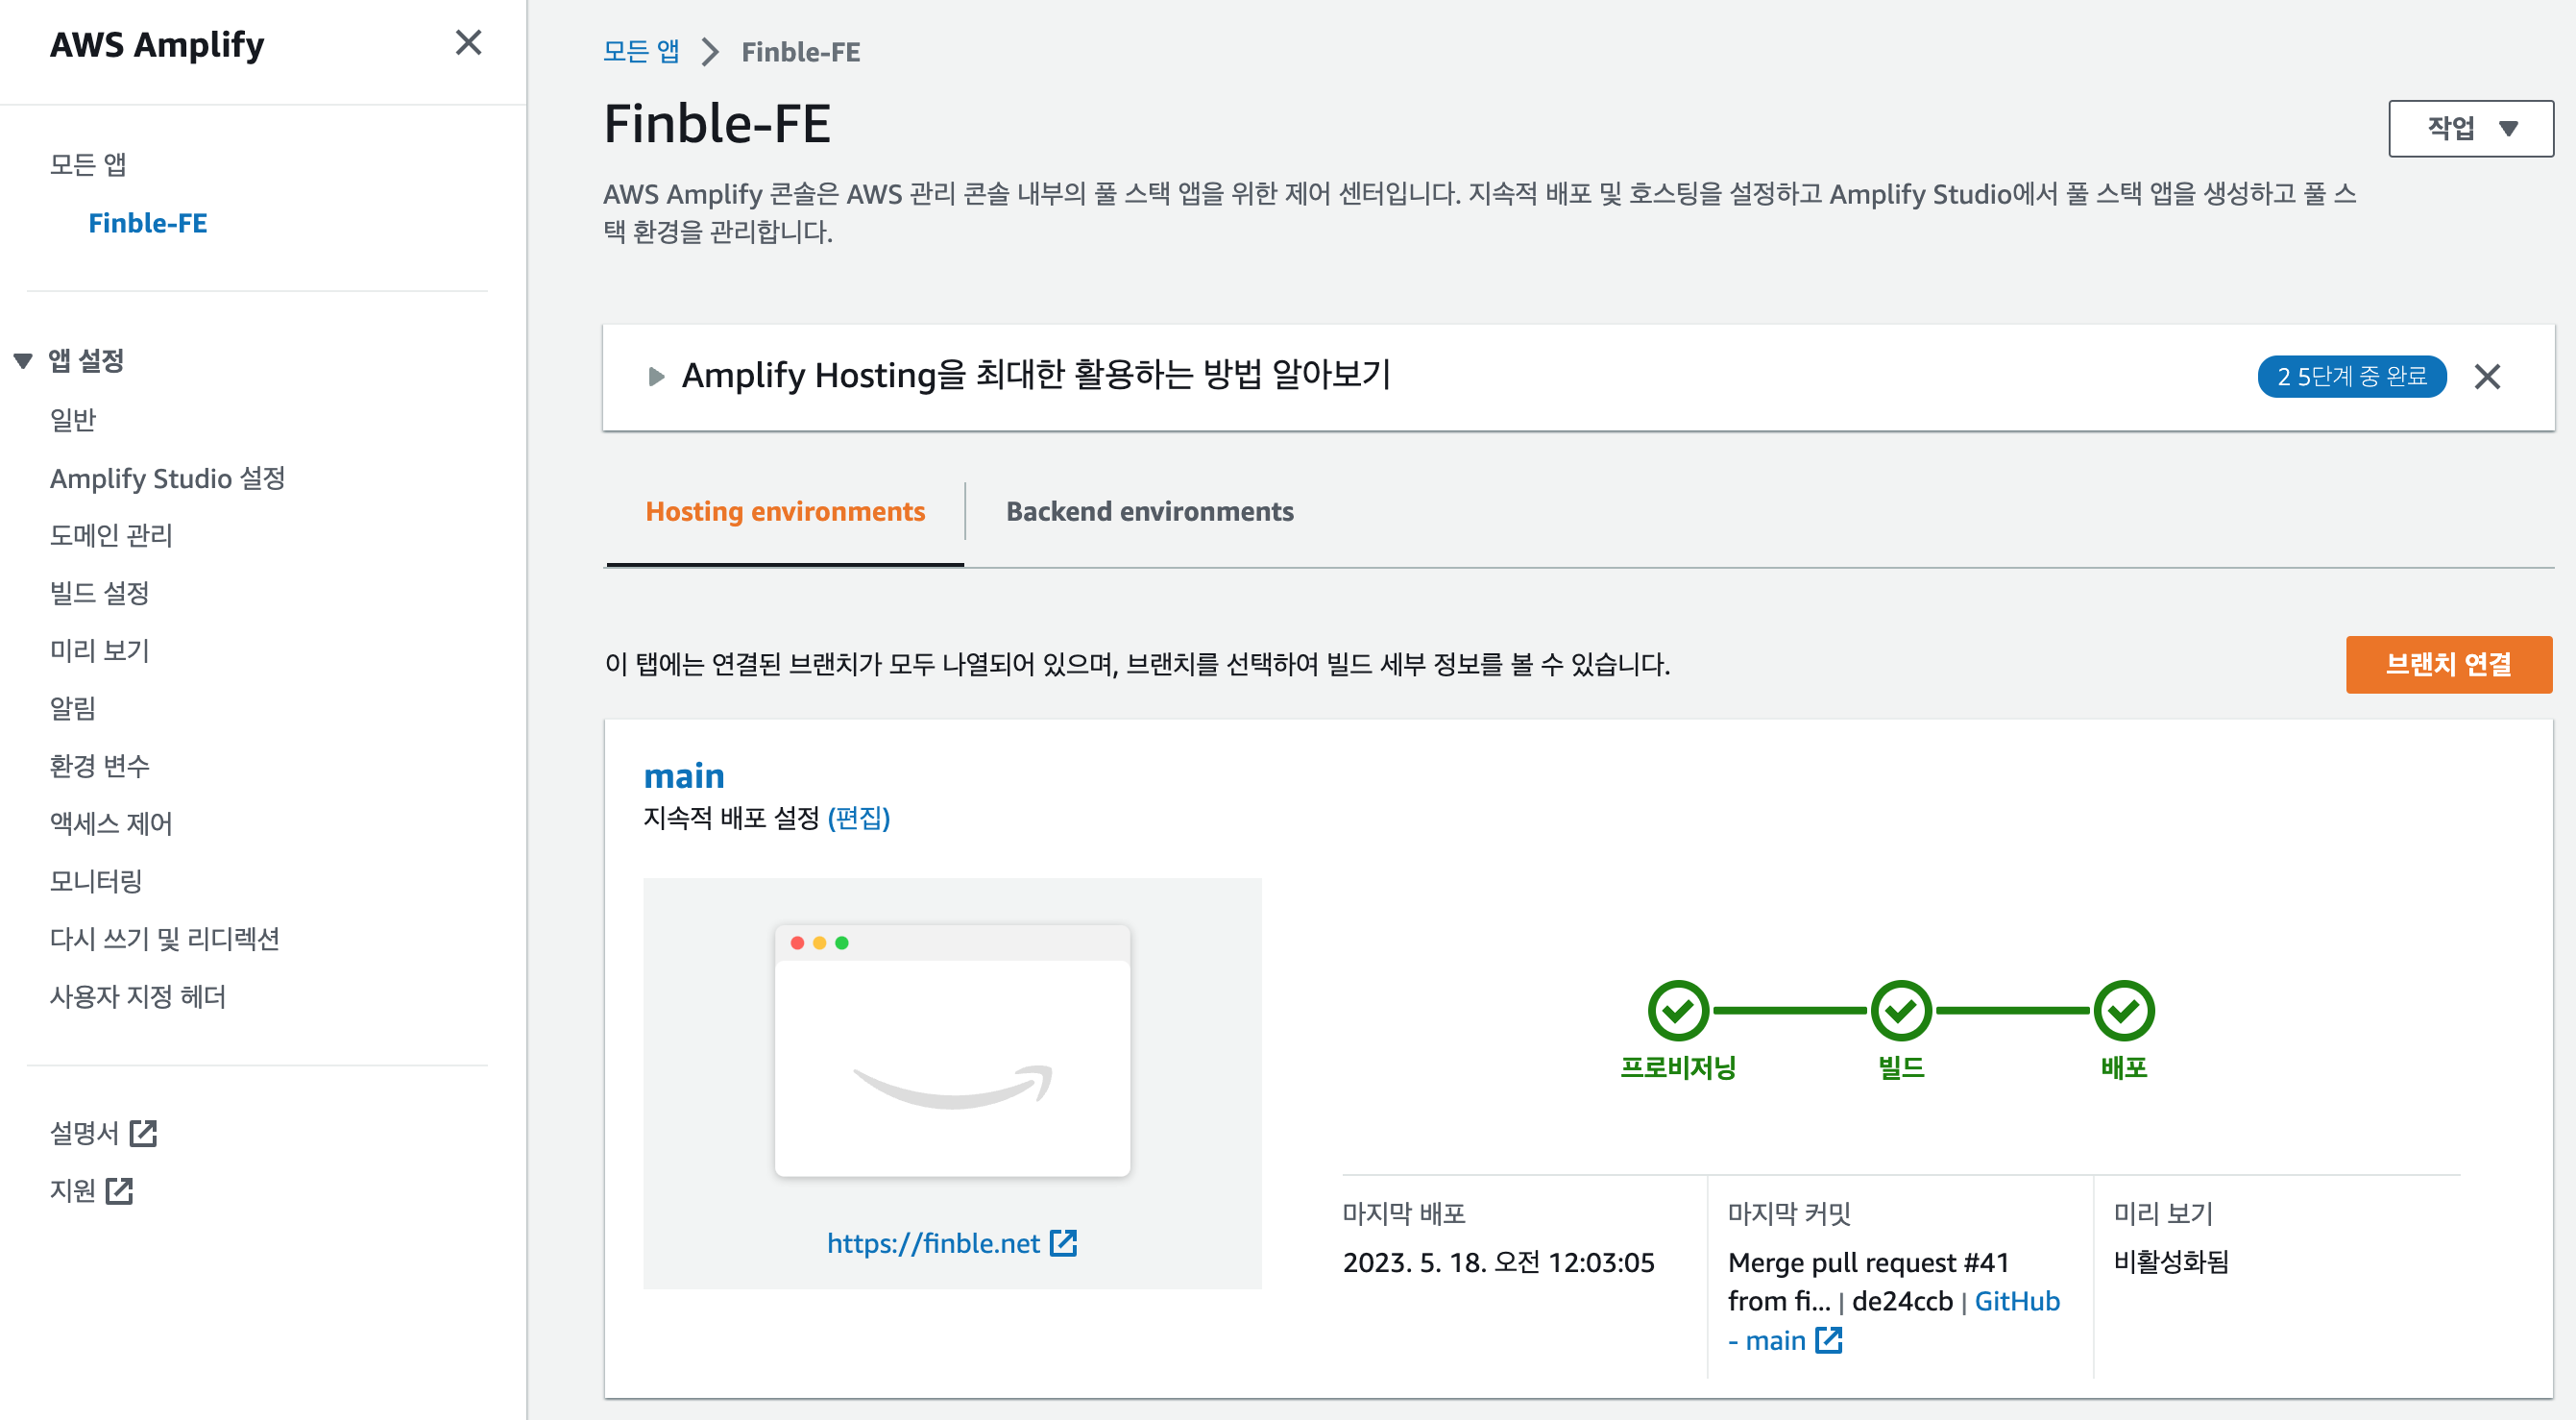 AWS Amplify
모든 앱
Finble-FE
앱 설정
일반
Amplify Studio 설정
도메인 관리
빌드 설정
미리 보기
알림
환경 변수
액세스 제어
모니터링
다시 쓰기 및 리디렉션
사용자 지정 헤더
설명서
지원
모든 앱 Finble-FE
Finble-FE
작업
AWS Amplify 콘솔은 AWS 관리 콘솔 내부의 풀 스택 앱을 위한 제어 센터입니다. 지속적 배포 및 호스팅을 설정하고 Amplify Studio에서 풀 스택 앱을 생성하고 풀 스
택 환경을 관리합니다.
Amplify Hosting을 최대한 활용하는 방법 알아보기
2 5단계 중 완료
Hosting environments
Backend environments
이 탭에는 연결된 브랜치가 모두 나열되어 있으며, 브랜치를 선택하여 빌드 세부 정보를 볼 수 있습니다.
브랜치 연결
main
지속적 배포 설정 (편집)
https://finble.net
프로비저닝
빌드
배포
마지막 배포
2023. 5. 18. 오전 12:03:05
마지막 커밋
Merge pull request #41
from fi... | de24ccb | GitHub
- main
미리 보기
비활성화됨